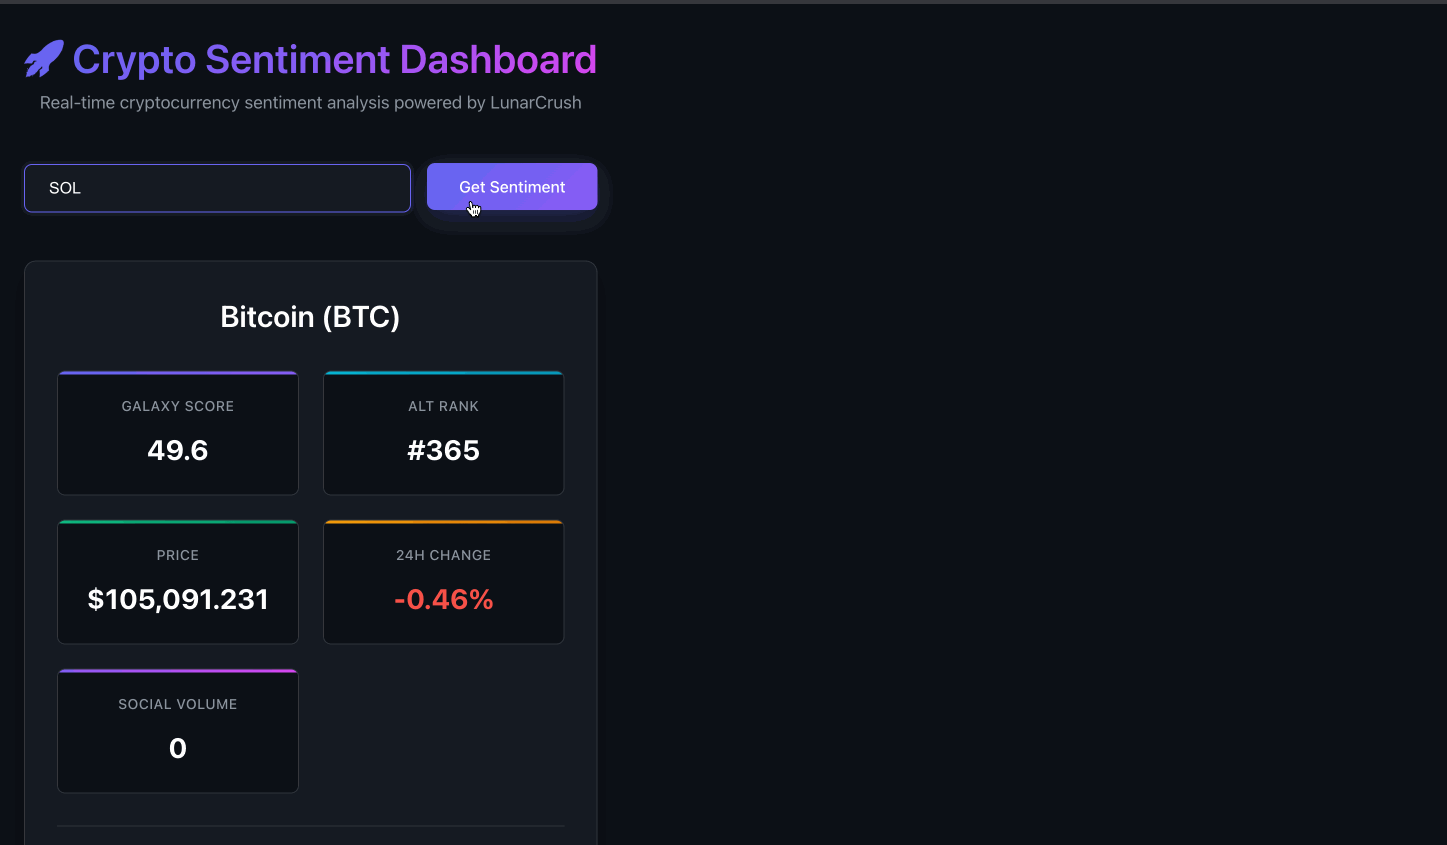 Crypto Sentiment Dashboard
Real-time cryptocurrency sentiment analysis powered by LunarCrush
SOL
Get Sentiment
Bitcoin (BTC)
GALAXY SCORE
49.6
ALT RANK
#365
PRICE
$105,091.231
24H CHANGE
-0.46%
SOCIAL VOLUME
0